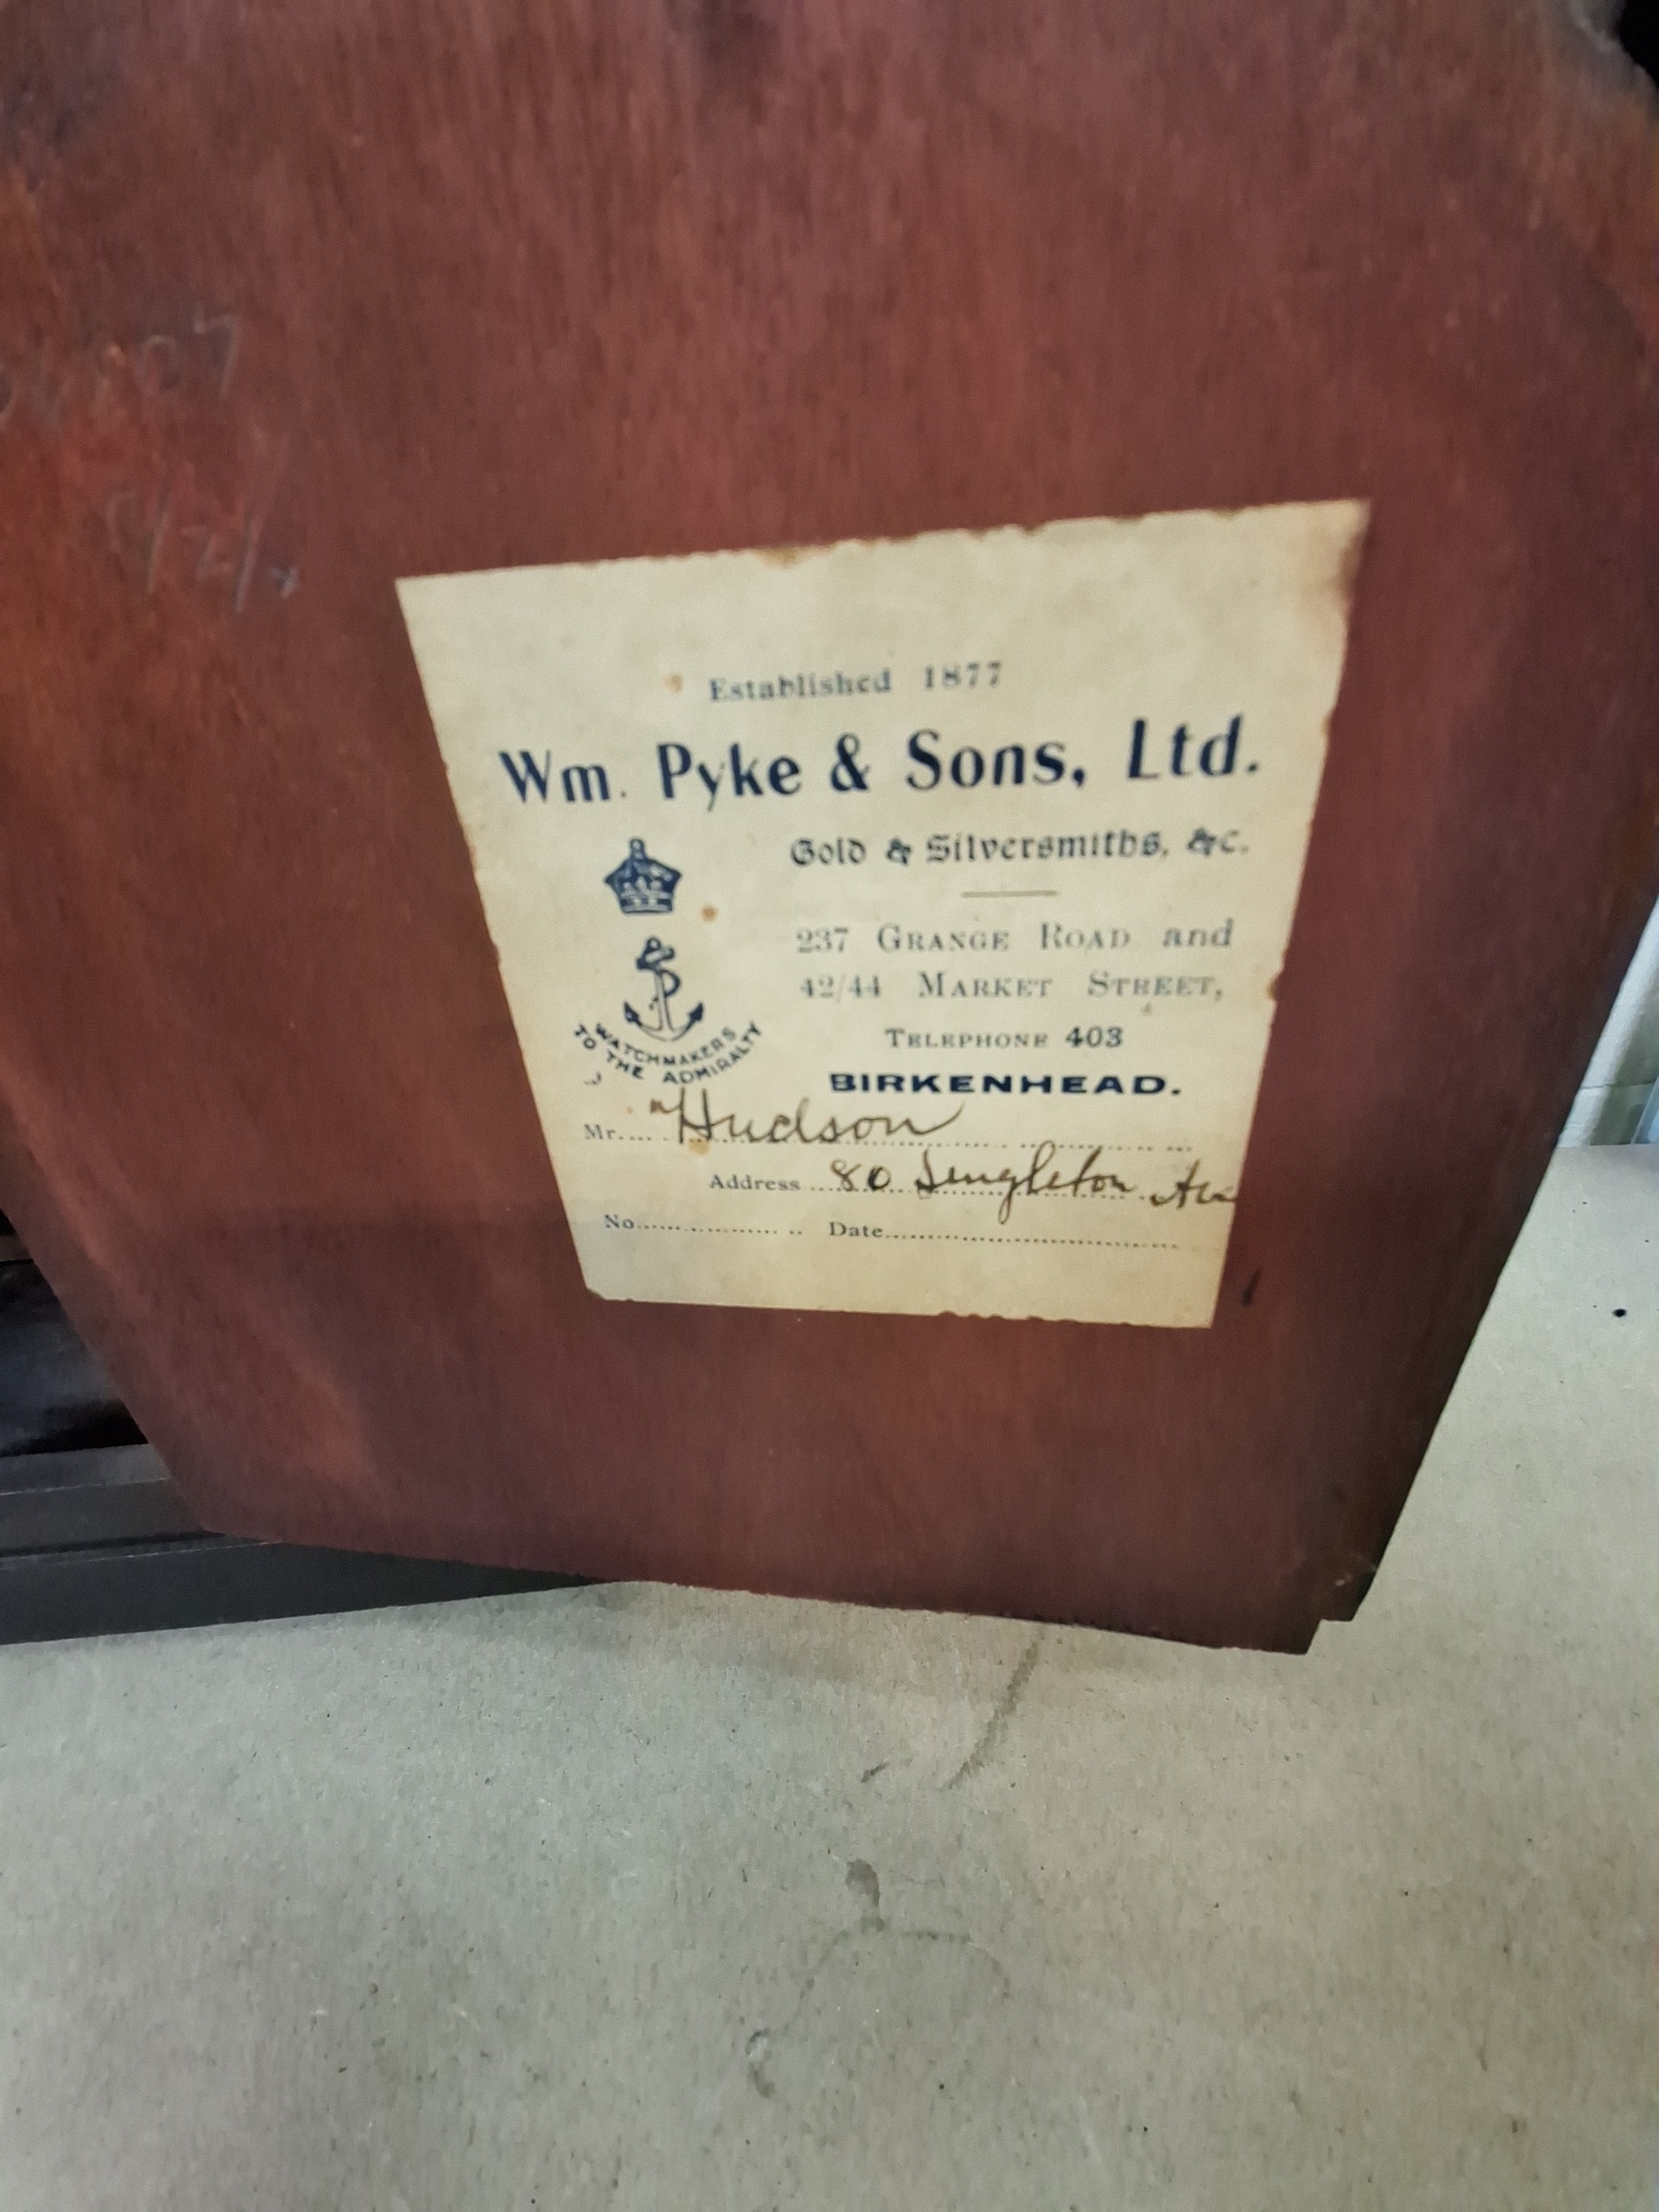 Established 1877
Wm. Pyke & Sons, Ltd.
Gold & Silversmiths, &c.
237 GRANGE ROAD and
42/44 MARKET STREET,
TELEPHONE 403
BIRKENHEAD.
WATCHMAKERS
TO THE ADMIRALTY
Mr. Hudson
Address 80 Singleton Av
No. Date